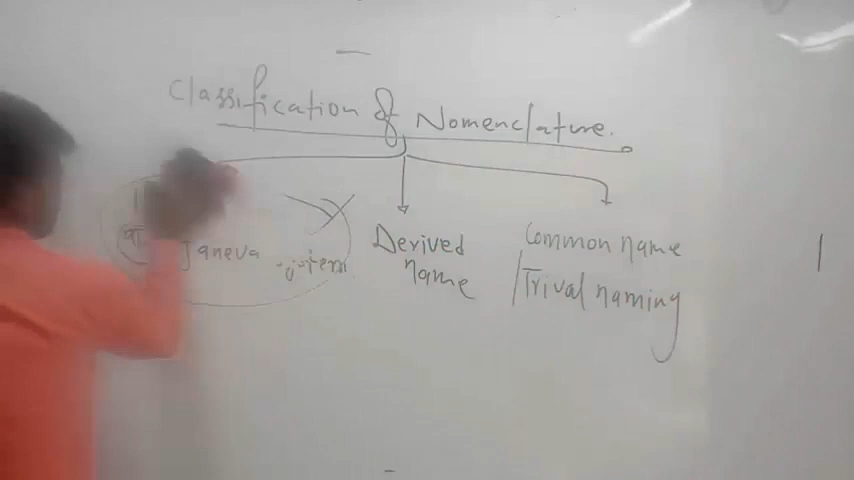 Classification of Nomenclature.
Janeva
Derived
name
Common name
/Trival naming